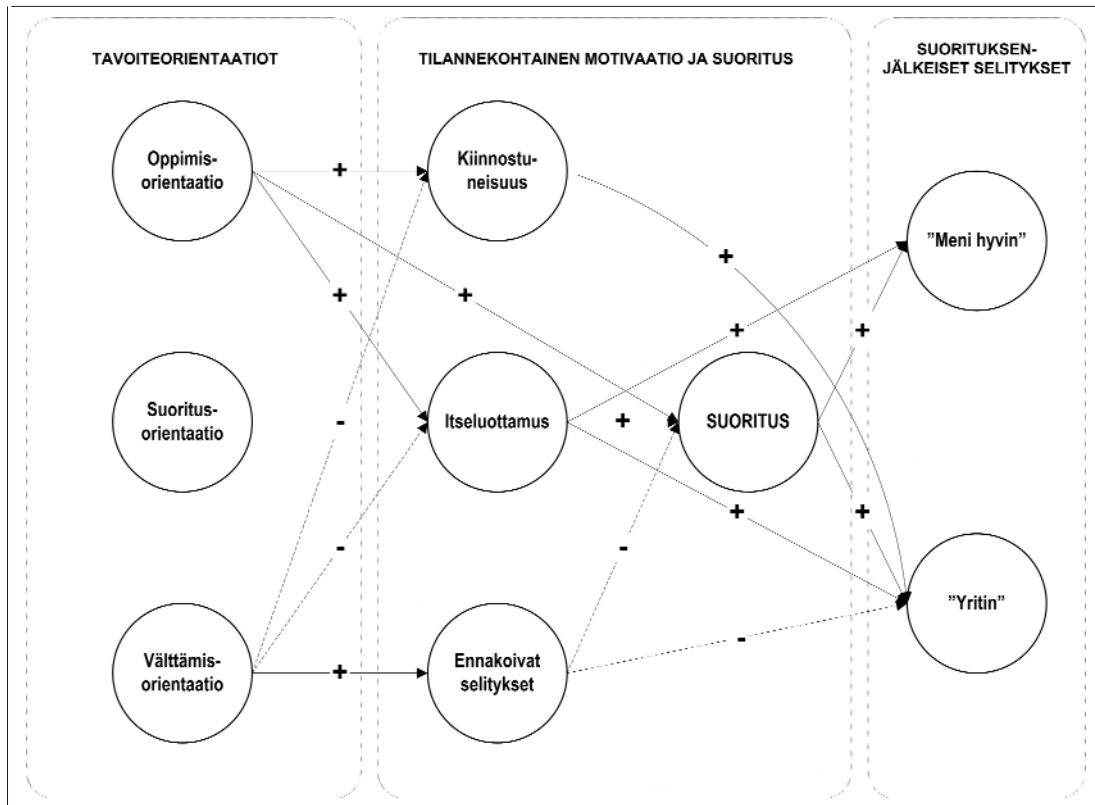 TAVOITEORIENTAATIOT
TILANNEKOHTAINEN MOTIVAATIO JA SUORITUS
SUORITUKSEN-
JÄLKEISET SELITYKSET
Oppimis-
orientaatio
+
Kiinnostu-
neisuus
"Meni hyvin"
+
+
+
+
+
Suoritus-
orientaatio
-
Itseluottamus
+
SUORITUS
+
+
-
-
"Yritin"
-
Välttämis-
orientaatio
+
Ennakoivat
selitykset